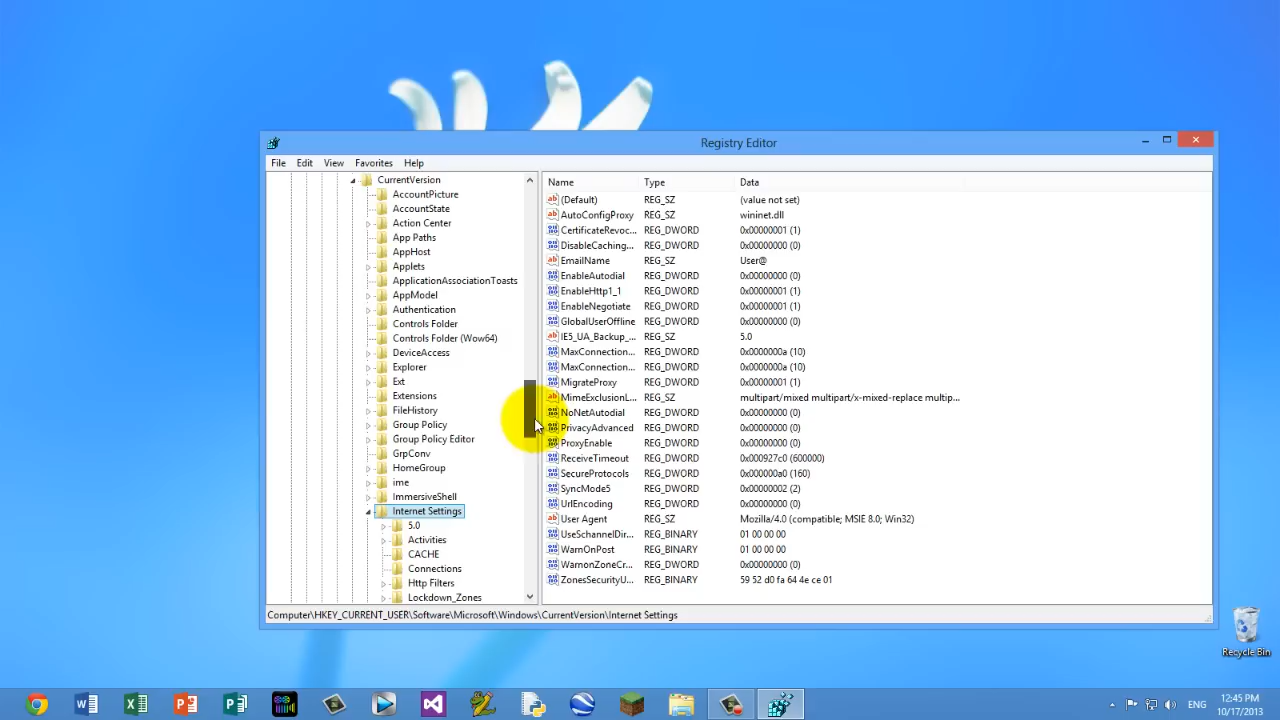 Registry Editor
File Edit View Favorites Help
CurrentVersion
AccountPicture
AccountState
Action Center
App Paths
AppHost
Applets
ApplicationAssociationToasts
AppModel
Authentication
Controls Folder
Controls Folder (Wow64)
DeviceAccess
Explorer
Ext
Extensions
FileHistory
Group Policy
Group Policy Editor
GrpConv
HomeGroup
ime
ImmersiveShell
Internet Settings
5.0
Activities
CACHE
Connections
Http Filters
Lockdown_Zones
Name Type Data
(Default) REG_SZ (value not set)
AutoConfigProxy REG_SZ wininet.dll
CertificateRevoc... REG_DWORD 0x00000001 (1)
DisableCaching... REG_DWORD 0x00000000 (0)
EmailName REG_SZ User@
EnableAutodial REG_DWORD 0x00000000 (0)
EnableHttp1_1 REG_DWORD 0x00000001 (1)
EnableNegotiate REG_DWORD 0x00000001 (1)
GlobalUserOffline REG_DWORD 0x00000000 (0)
IE5_UA_Backup_... REG_SZ 5.0
MaxConnection... REG_DWORD 0x0000000a (10)
MaxConnection... REG_DWORD 0x0000000a (10)
MigrateProxy REG_DWORD 0x00000001 (1)
MimeExclusionL... REG_SZ multipart/mixed multipart/x-mixed-replace multip...
NoNetAutodial REG_DWORD 0x00000000 (0)
PrivacyAdvanced REG_DWORD 0x00000000 (0)
ProxyEnable REG_DWORD 0x00000000 (0)
ReceiveTimeout REG_DWORD 0x000927c0 (600000)
SecureProtocols REG_DWORD 0x000000a0 (160)
SyncMode5 REG_DWORD 0x00000002 (2)
UrlEncoding REG_DWORD 0x00000000 (0)
User Agent REG_SZ Mozilla/4.0 (compatible; MSIE 8.0; Win32)
UseSchannelDir... REG_BINARY 01 00 00 00
WarnOnPost REG_BINARY 01 00 00 00
WarnonZoneCr... REG_DWORD 0x00000000 (0)
ZonesSecurityU... REG_BINARY 59 52 d0 fa 64 4e ce 01
Computer\HKEY_CURRENT_USER\Software\Microsoft\Windows\CurrentVersion\Internet Settings
Recycle Bin
ENG
12:45 PM
10/17/2013